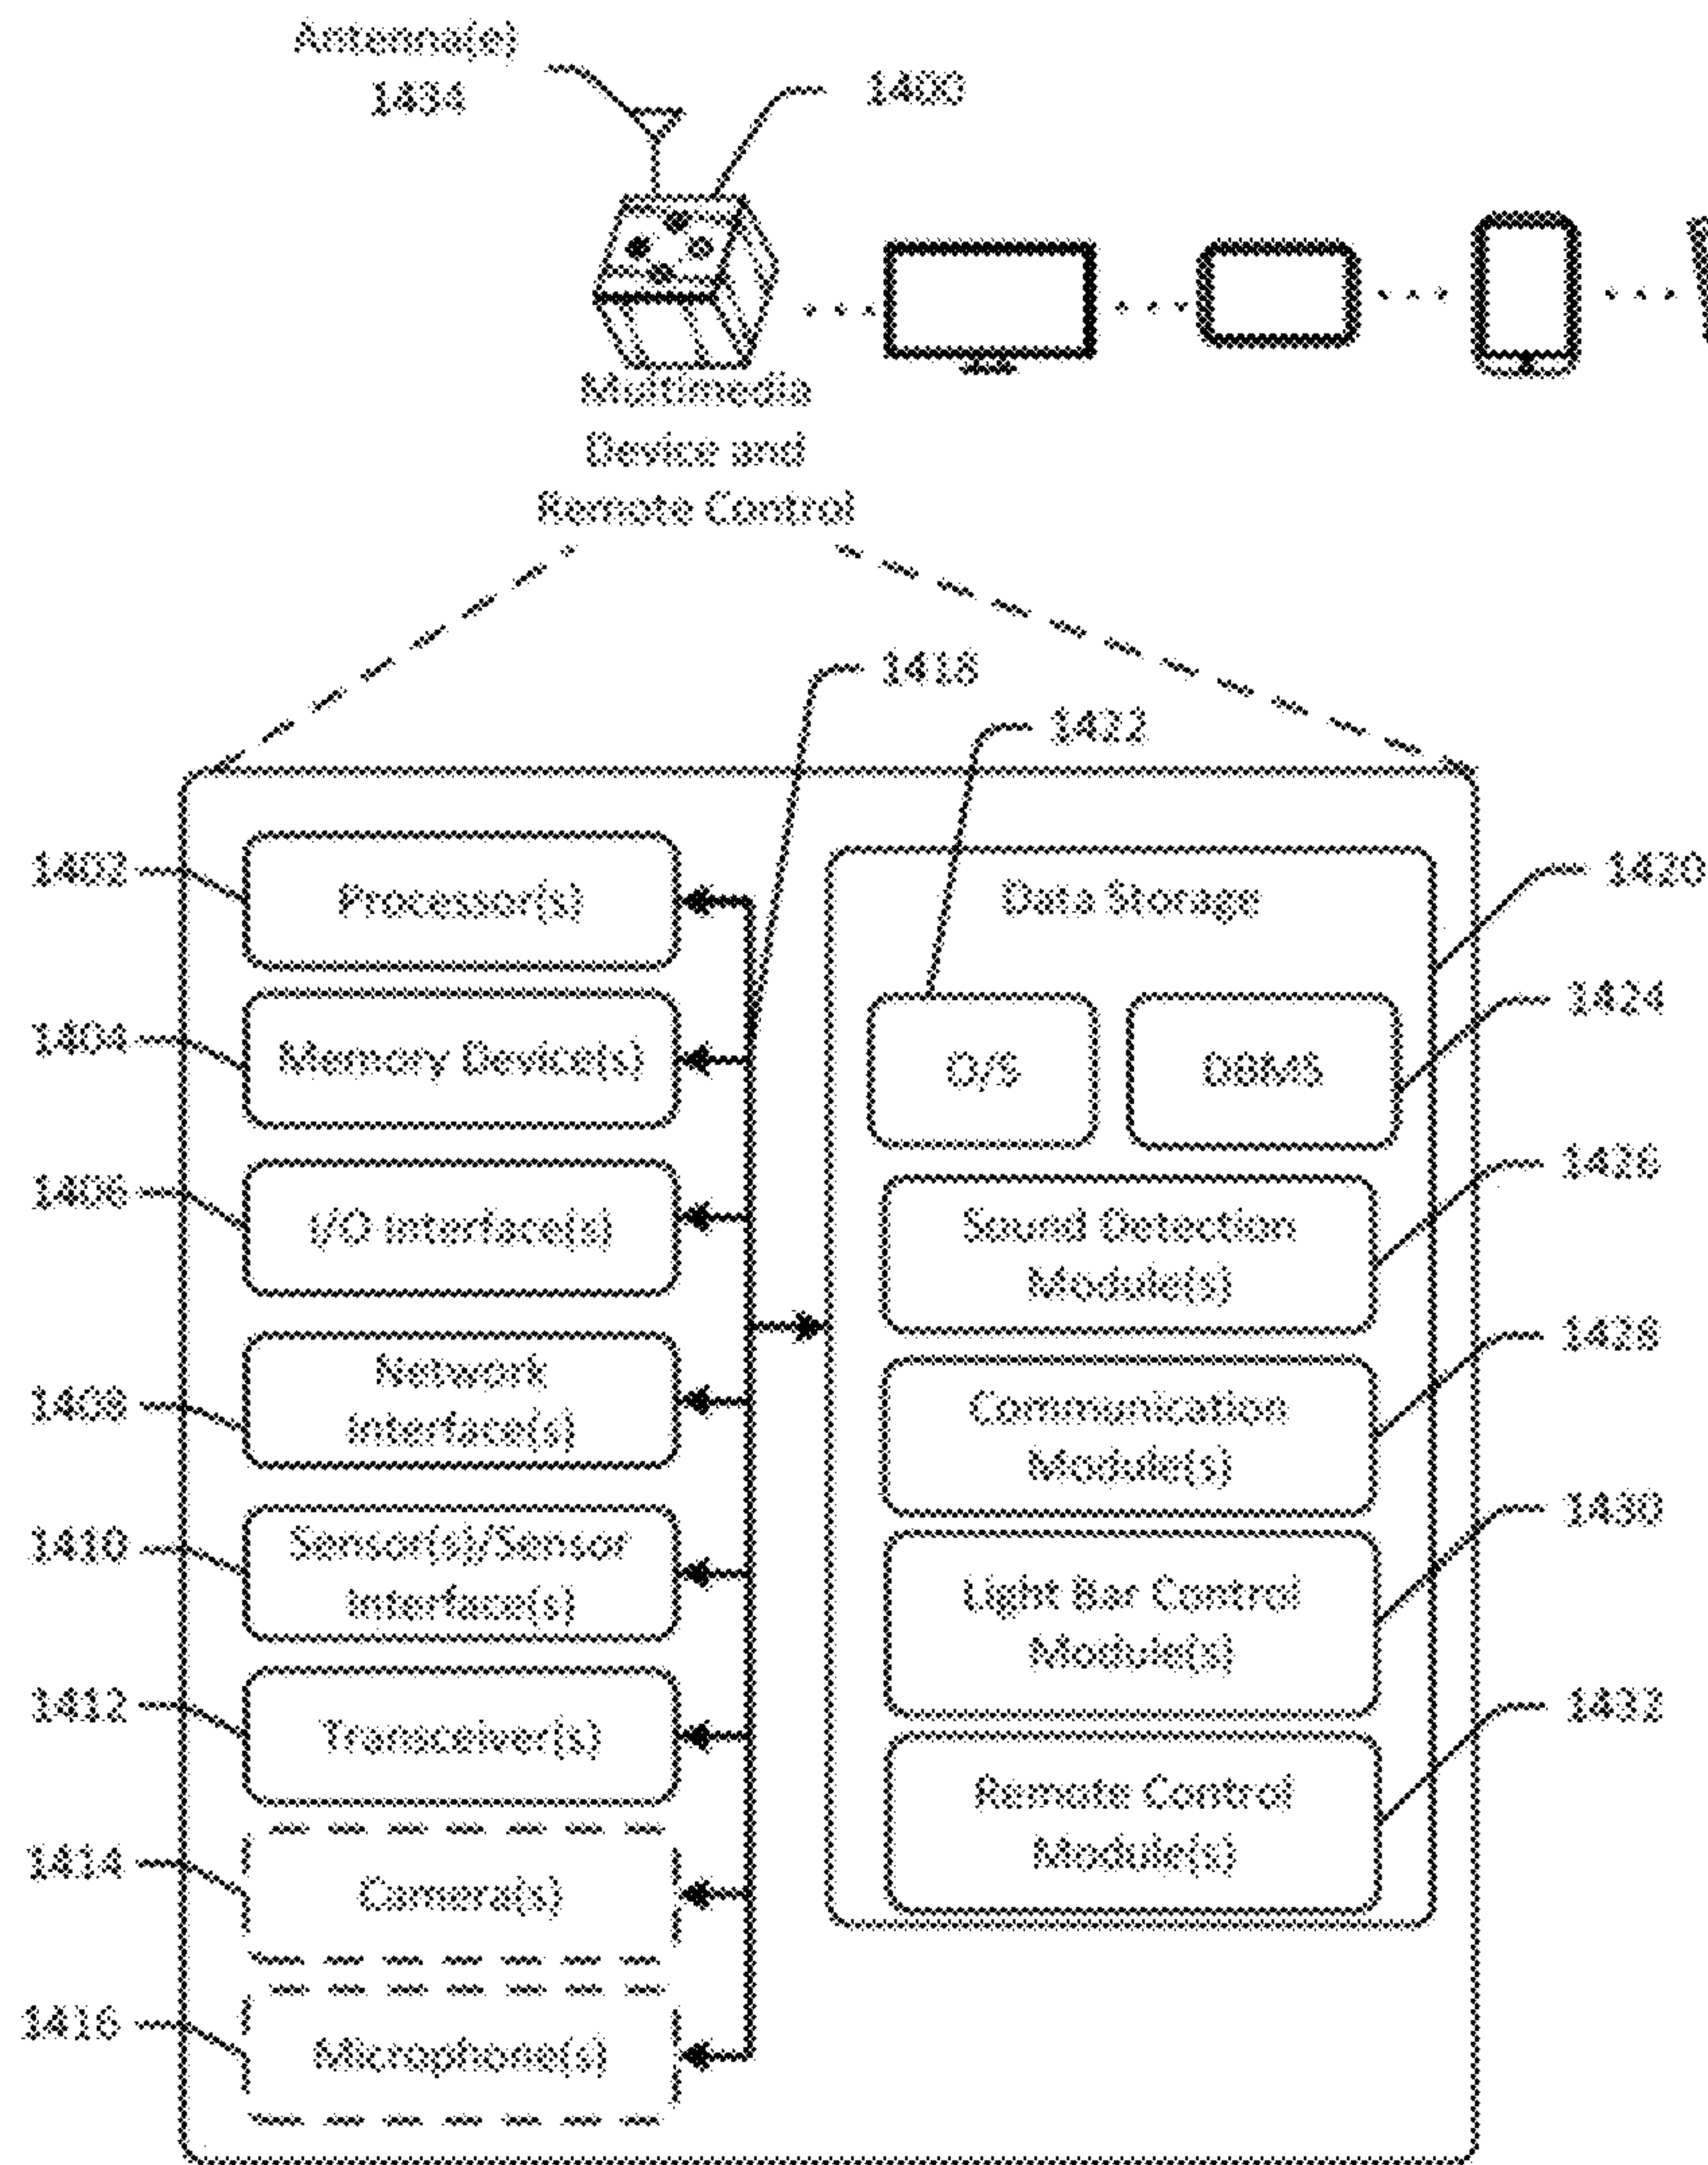 Antenna(e)
1434
1400
Multimedia
Device and
Remote Control
1418
1422
1402
Processor(s)
Data Storage
1420
1404
Memory Device(s)
O/S
DBMS
1424
1406
I/O interface(s)
Sound Detection
Module(s)
1426
1408
Network
interface(s)
Communication
Module(s)
1428
1410
Sensor(s)/Sensor
interface(s)
Light Bar Control
Module(s)
1430
1412
Transceiver(s)
Remote Control
Module(s)
1432
1414
Camera(s)
1416
Microphone(s)